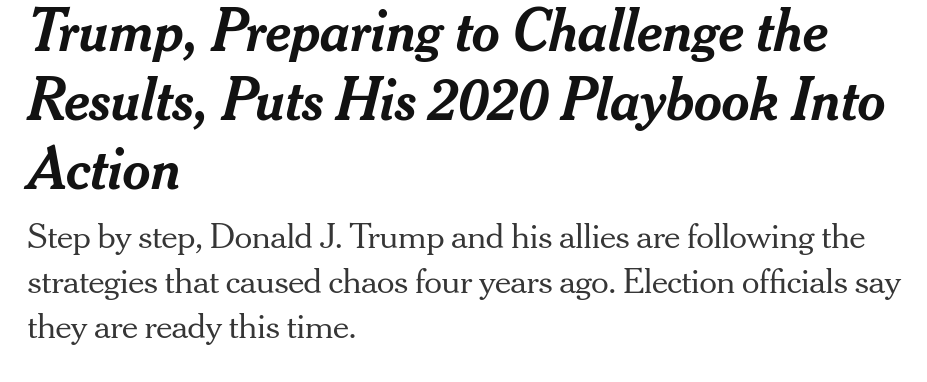 Trump, Preparing to Challenge the
Results, Puts His 2020 Playbook Into
Action
Step by step, Donald J. Trump and his allies are following the
strategies that caused chaos four years ago. Election officials say
they are ready this time.